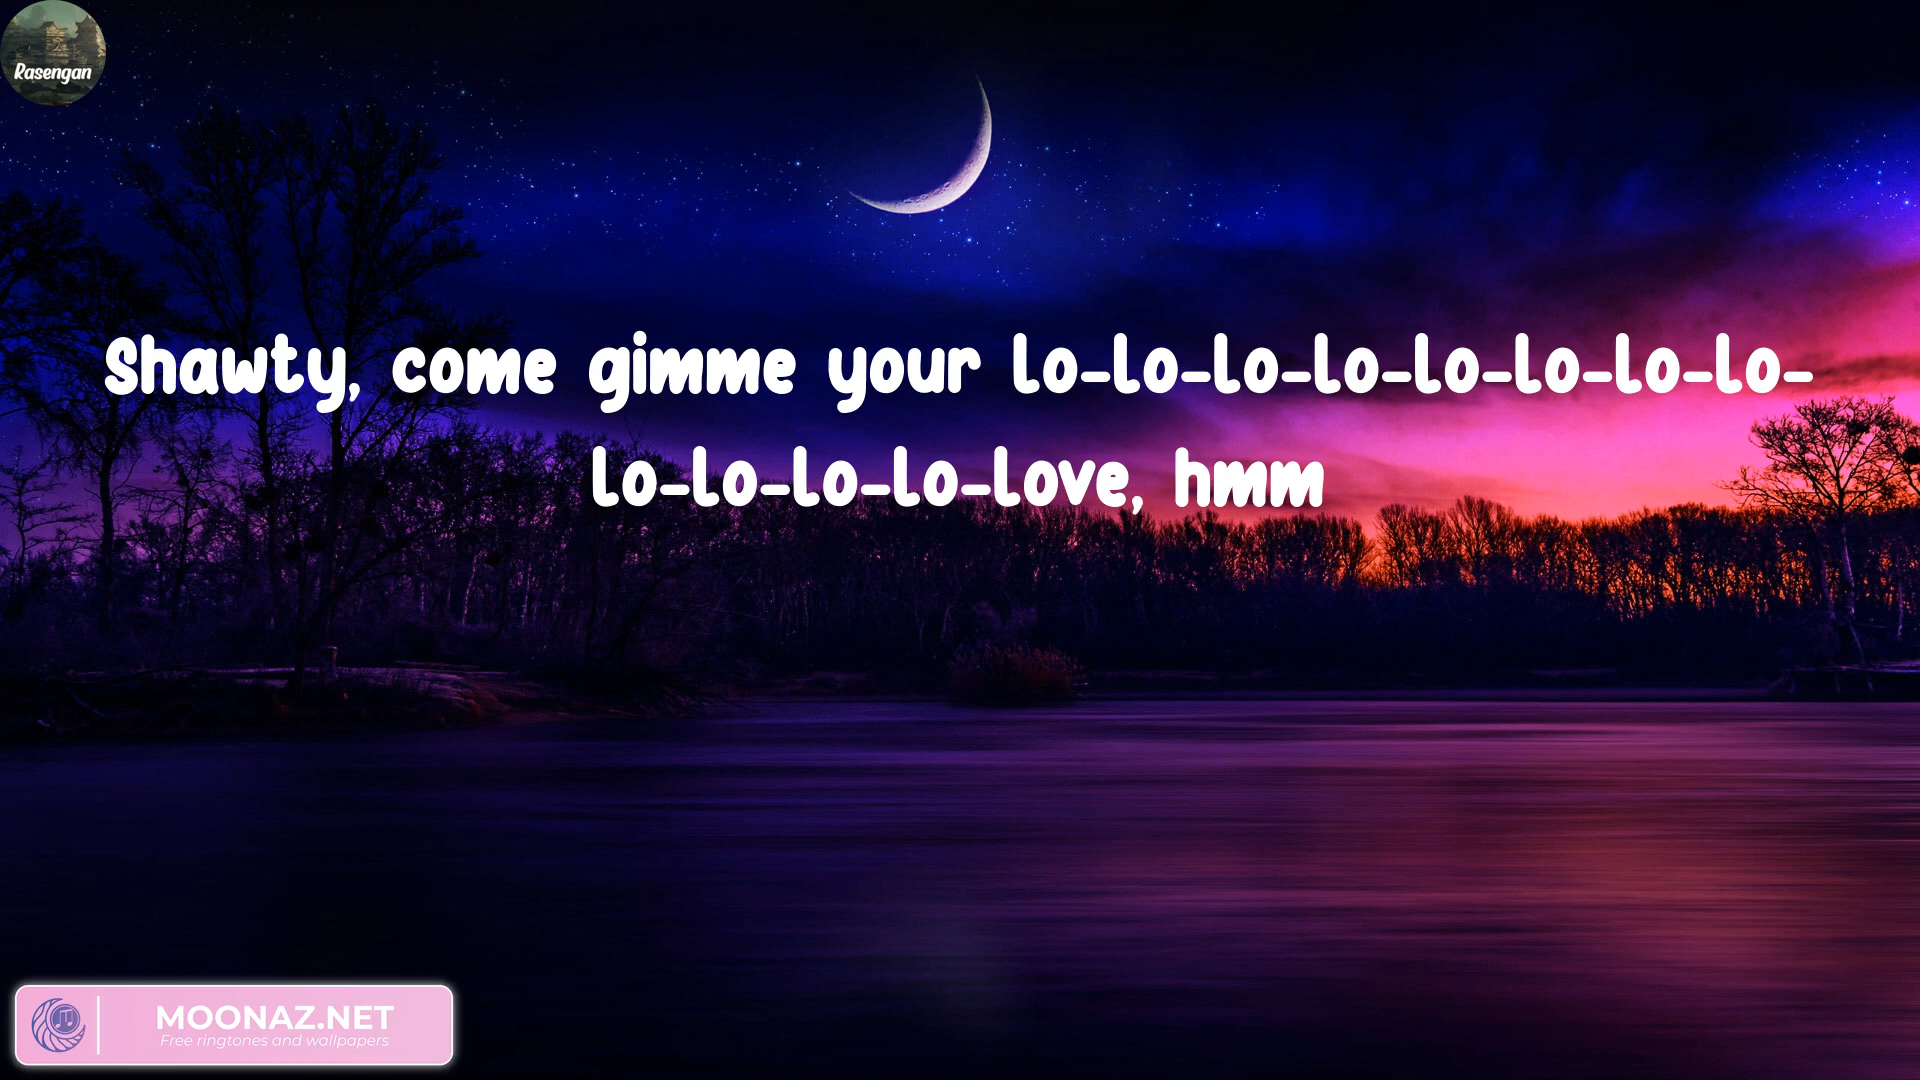 Rasengan
Shawty, come gimme your lo-lo-lo-lo-lo-lo-lo-lo-
lo-lo-lo-lo-love, hmm
MOONAZ.NET
Free ringtones and wallpapers